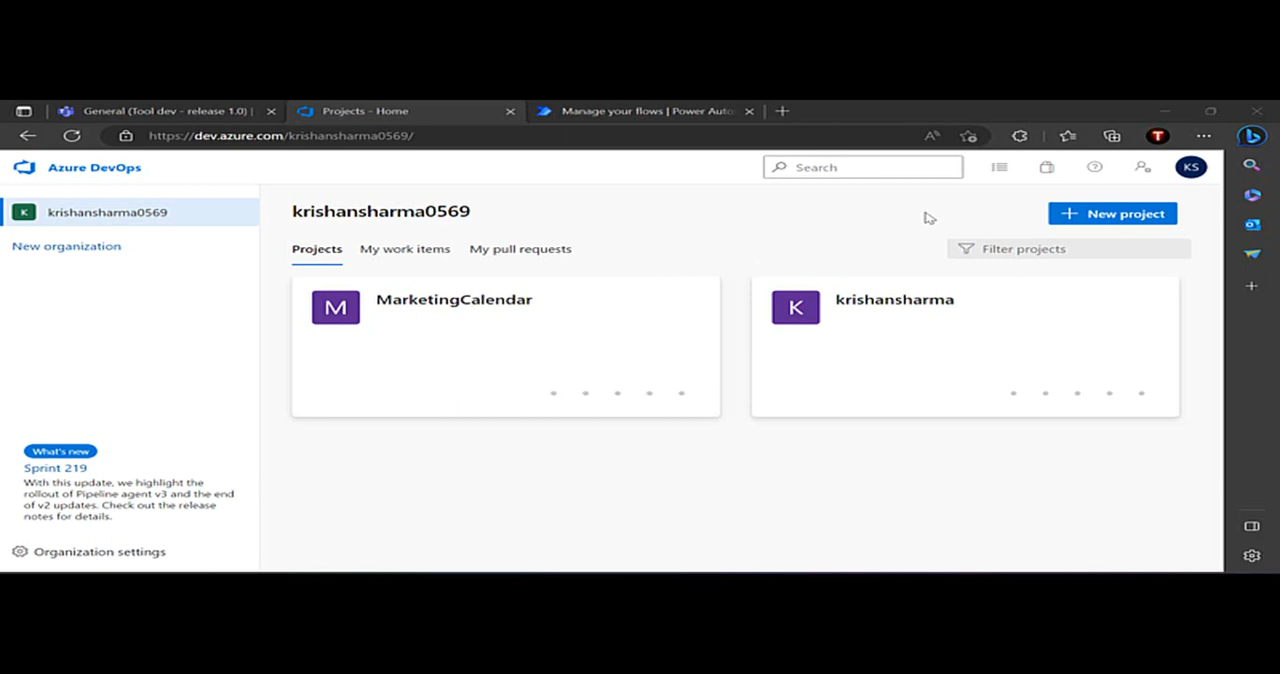 General (Tool dev - release 1.0) |
Projects - Home
Manage your flows | Power Auto
https://dev.azure.com/krishansharma0569/
T
Azure DevOps
Search
KS
K krishansharma0569
New organization
krishansharma0569
New project
Projects
My work items
My pull requests
Filter projects
M MarketingCalendar
K krishansharma
What's new
Sprint 219
With this update, we highlight the
rollout of Pipeline agent v3 and the end
of v2 updates. Check out the release
notes for details.
Organization settings